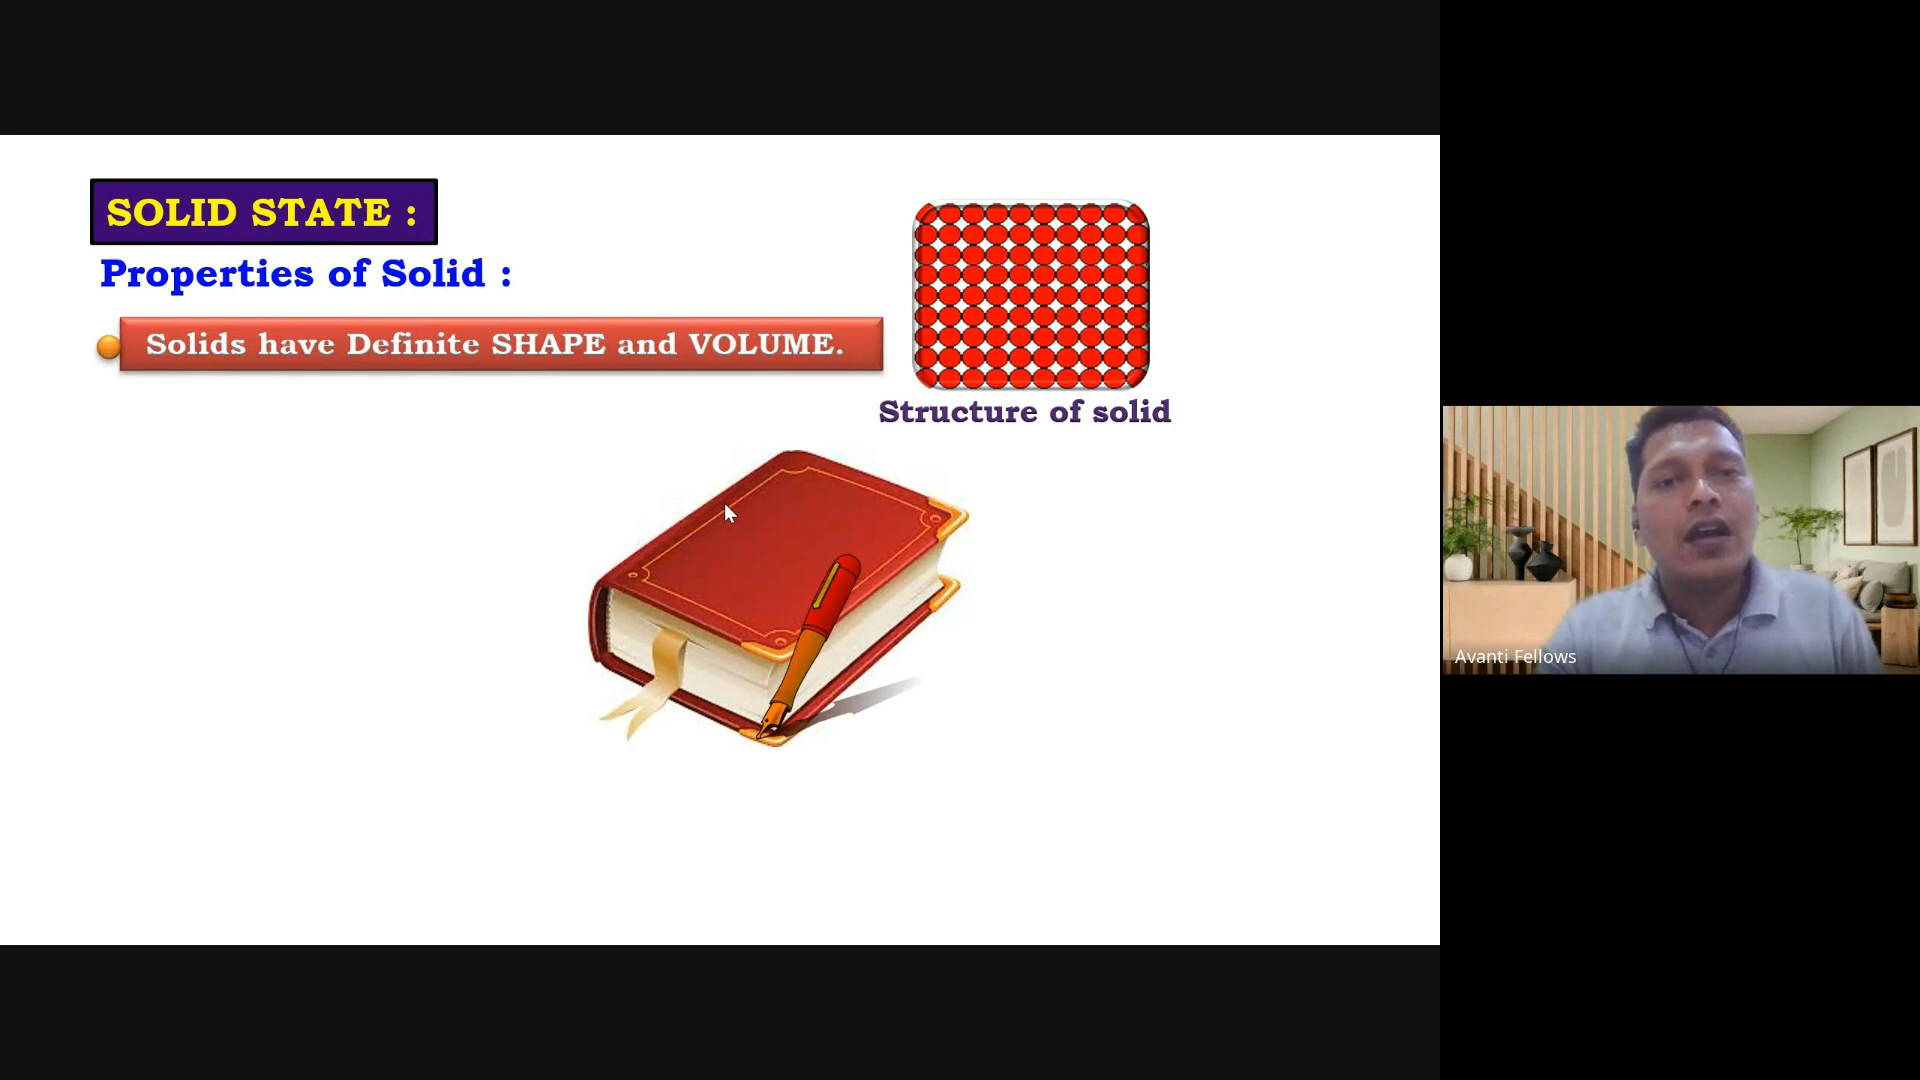 SOLID STATE :
Properties of Solid :
Solids have Definite SHAPE and VOLUME.
Structure of solid
Avanti Fellows